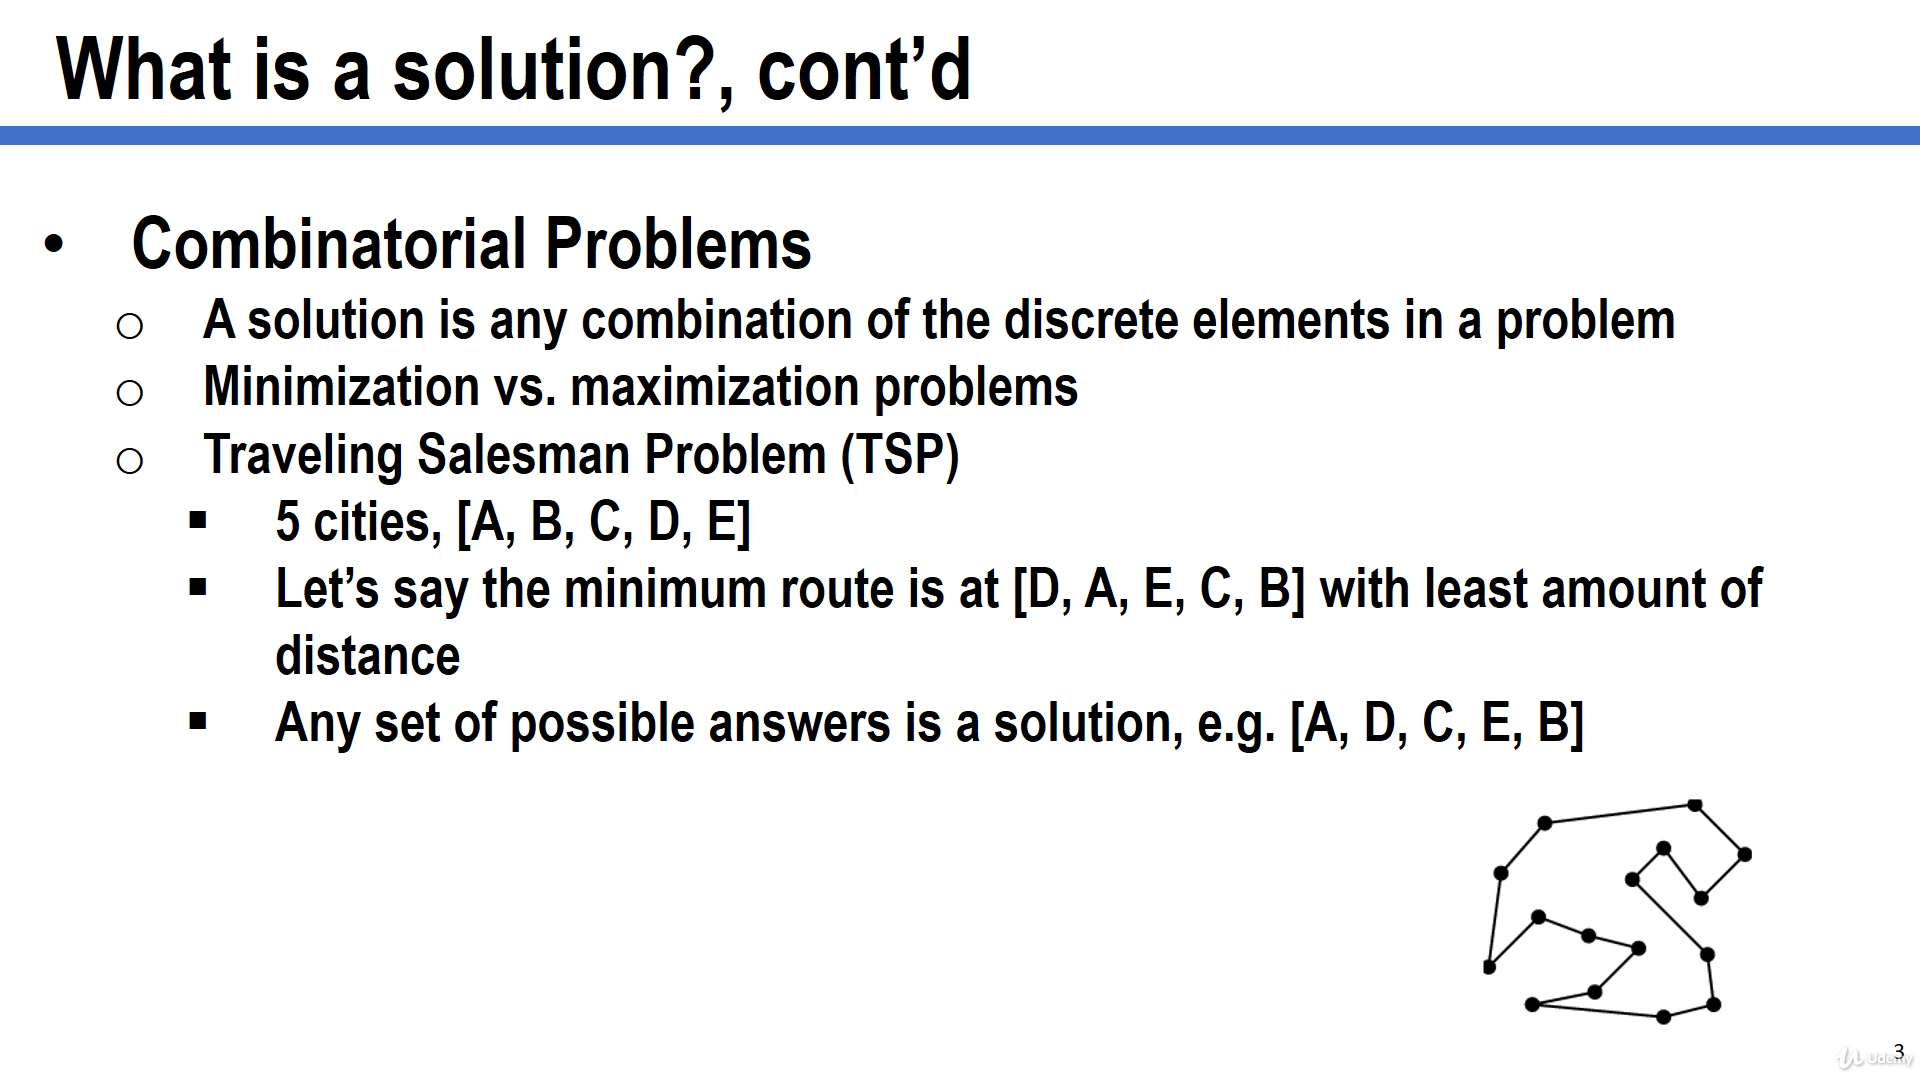 What is a solution?, cont’d
• Combinatorial Problems
o A solution is any combination of the discrete elements in a problem
o Minimization vs. maximization problems
o Traveling Salesman Problem (TSP)
▪ 5 cities, [A, B, C, D, E]
▪ Let’s say the minimum route is at [D, A, E, C, B] with least amount of
distance
▪ Any set of possible answers is a solution, e.g. [A, D, C, E, B]
3
Udemy